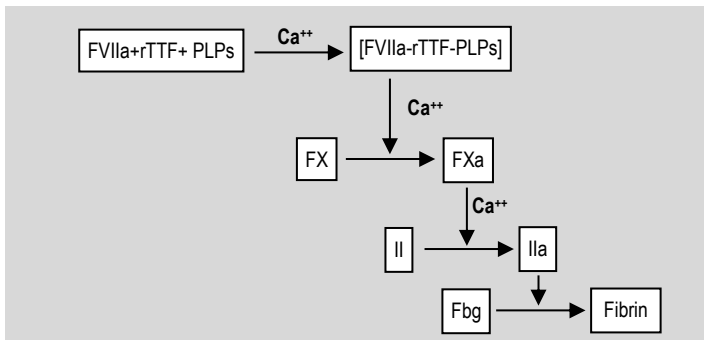 FVIIa+rTTF+ PLPs
Ca⁺⁺
[FVIIa-rTTF-PLPs]
Ca⁺⁺
FX
FXa
Ca⁺⁺
II
IIa
Fbg
Fibrin